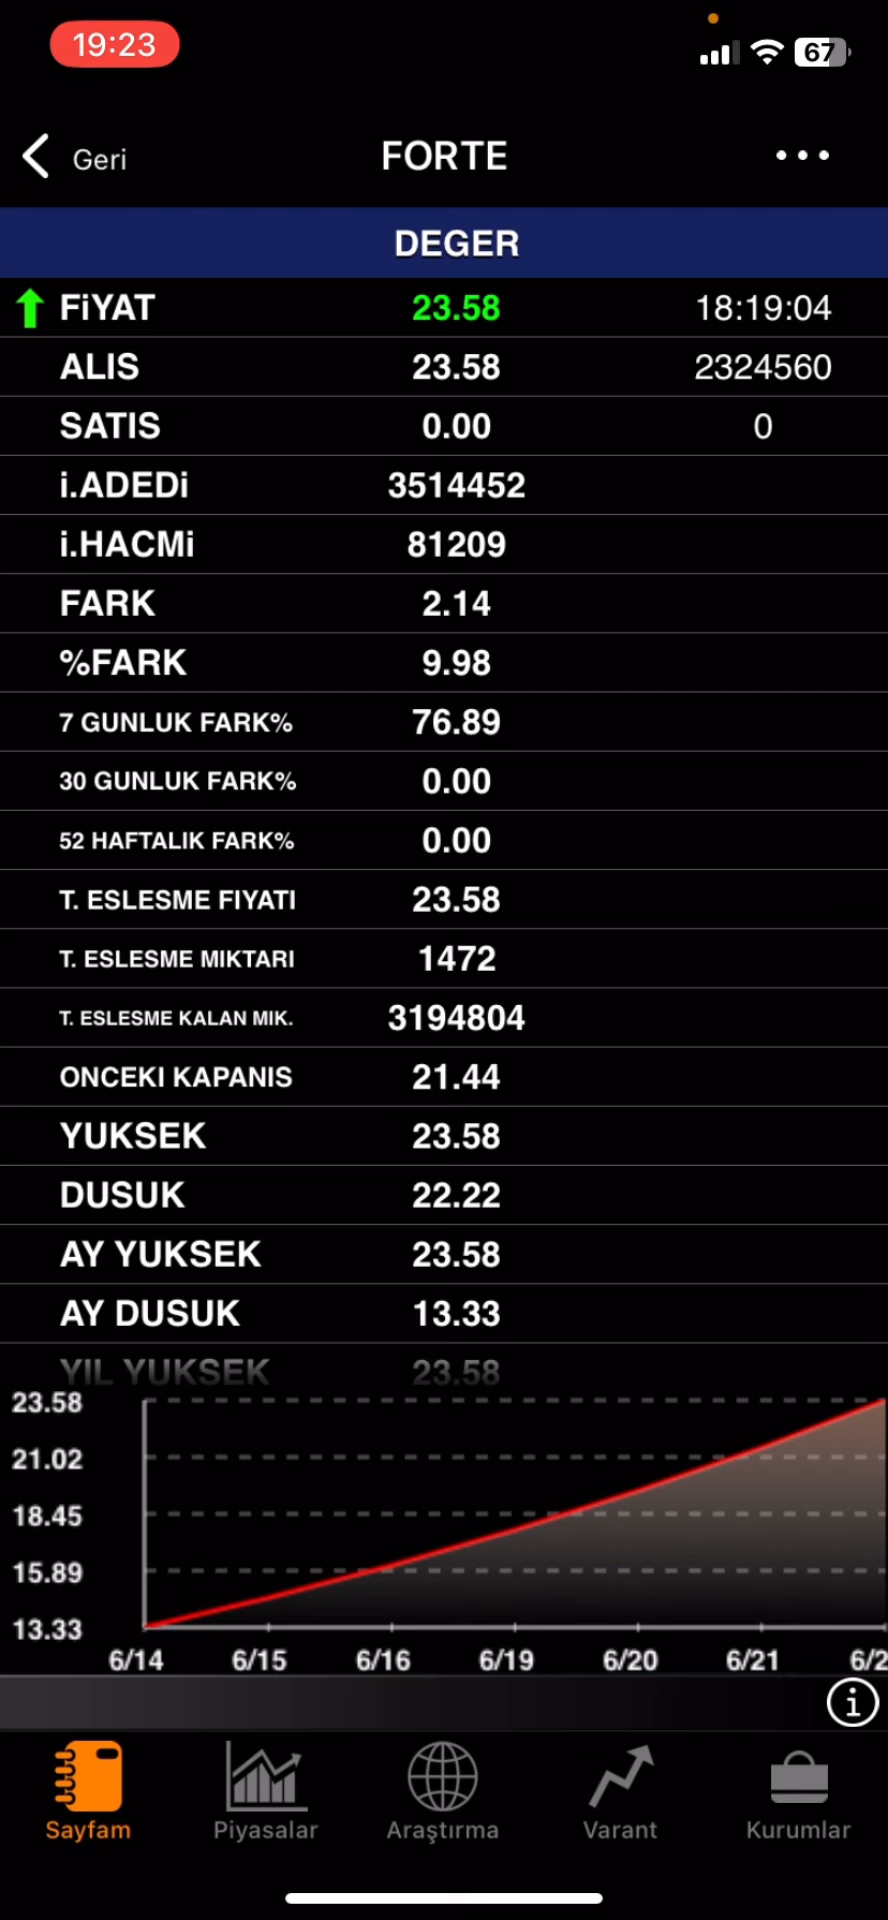 19:23
67
Geri
FORTE
DEGER
FiYAT 23.58 18:19:04
ALIS 23.58 2324560
SATIS 0.00 0
i.ADEDi 3514452
i.HACMi 81209
FARK 2.14
%FARK 9.98
7 GUNLUK FARK% 76.89
30 GUNLUK FARK% 0.00
52 HAFTALIK FARK% 0.00
T. ESLESME FIYATI 23.58
T. ESLESME MIKTARI 1472
T. ESLESME KALAN MIK. 3194804
ONCEKI KAPANIS 21.44
YUKSEK 23.58
DUSUK 22.22
AY YUKSEK 23.58
AY DUSUK 13.33
YIL YUKSEK 23.58
23.58
21.02
18.45
15.89
13.33
6/14 6/15 6/16 6/19 6/20 6/21 6/2
Sayfam Piyasalar Araştırma Varant Kurumlar